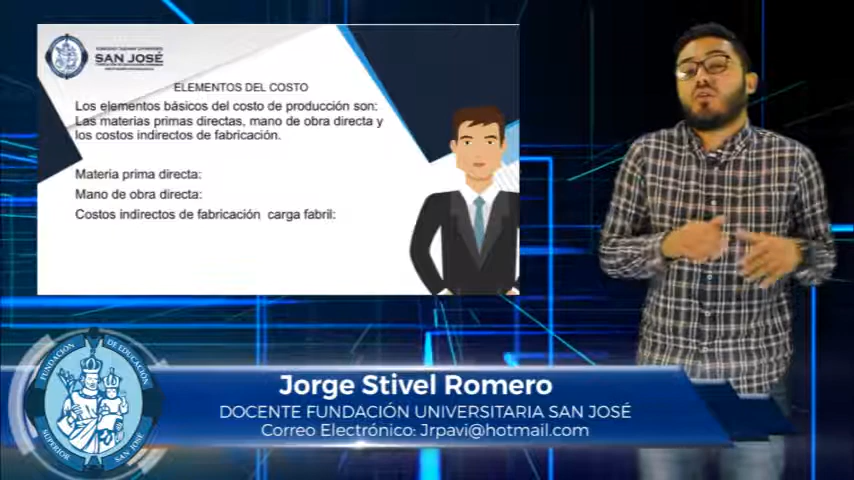 SAN JOSÉ
ELEMENTOS DEL COSTO
Los elementos básicos del costo de producción son:
Las materias primas directas, mano de obra directa y
los costos indirectos de fabricación.
Materia prima directa:
Mano de obra directa:
Costos indirectos de fabricación carga fabril:
FUNDACIÓN DE EDUCACIÓN
SUPERIOR SAN JOSÉ
Jorge Stivel Romero
DOCENTE FUNDACIÓN UNIVERSITARIA SAN JOSÉ
Correo Electrónico: Jrpavi@hotmail.com